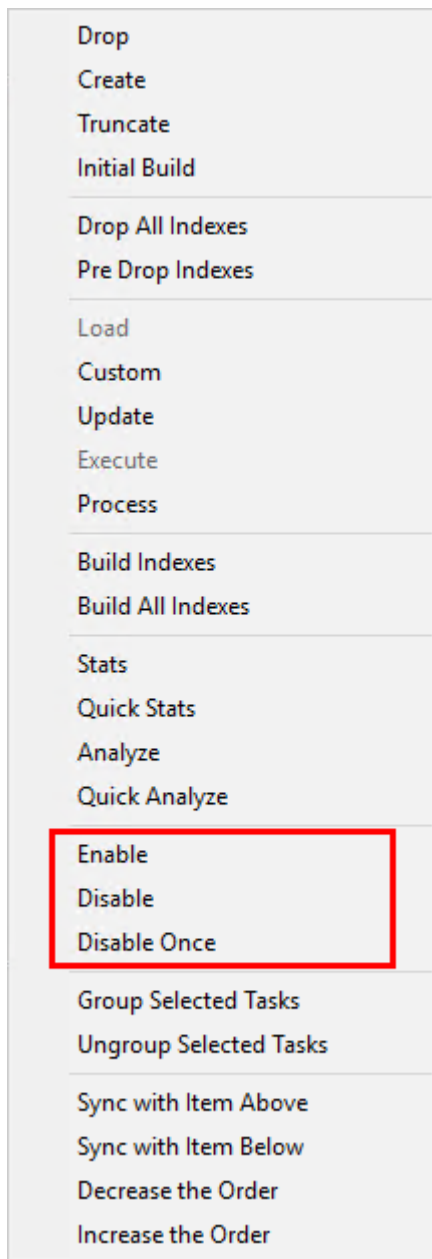 Drop
Create
Truncate
Initial Build
Drop All Indexes
Pre Drop Indexes
Load
Custom
Update
Execute
Process
Build Indexes
Build All Indexes
Stats
Quick Stats
Analyze
Quick Analyze
Enable
Disable
Disable Once
Group Selected Tasks
Ungroup Selected Tasks
Sync with Item Above
Sync with Item Below
Decrease the Order
Increase the Order